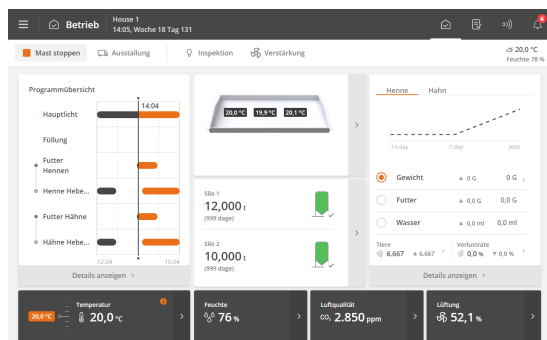 Betrieb
House 1
14:05, Woche 18 Tag 131
6
Mast stoppen
Ausstallung
Inspektion
Verstärkung
20,0 °C
Feuchte 78 %
Programmübersicht
14:04
Hauptlicht
Füllung
Futter
Hennen
Henne Hebe...
Futter Hähne
Hähne Hebe...
12:04
16:04
Details anzeigen
20,0 °C
19,9 °C
20,1 °C
Silo 1
12,000 t
(999 dage)
Silo 2
10,000 t
(999 dage)
Henne
Hahn
-14 day
-7 day
Jetzt
Gewicht
0 G
0 G
Futter
0,0 G
0,0 G
Wasser
0,0 ml
0,0 ml
Tiere
6.667
6.667
Verlustrate
0,0 %
0,0 %
Details anzeigen
20,0 °C
Temperatur
20,0 °C
Feuchte
76 %
Luftqualität
CO₂ 2.850 ppm
Lüftung
52,1 %